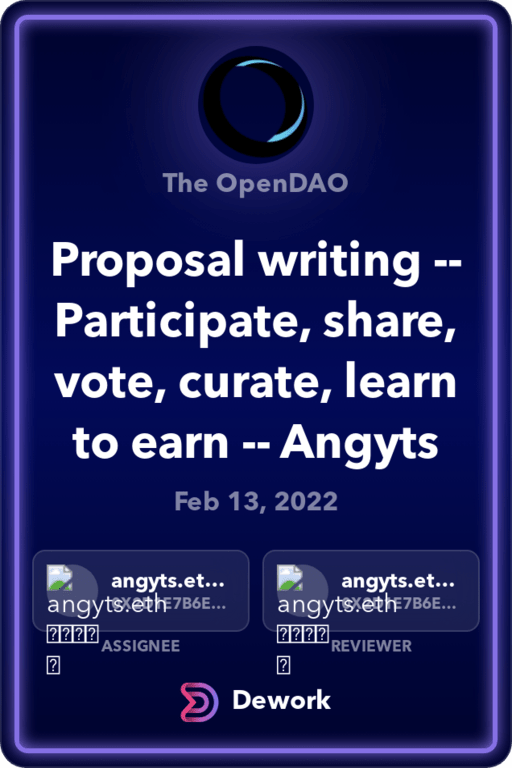 The OpenDAO
Proposal writing --
Participate, share,
vote, curate, learn
to earn -- Angyts
Feb 13, 2022
angyts.et...
angyts.eth
ASSIGNEE
angyts.et...
angyts.eth
REVIEWER
Dework